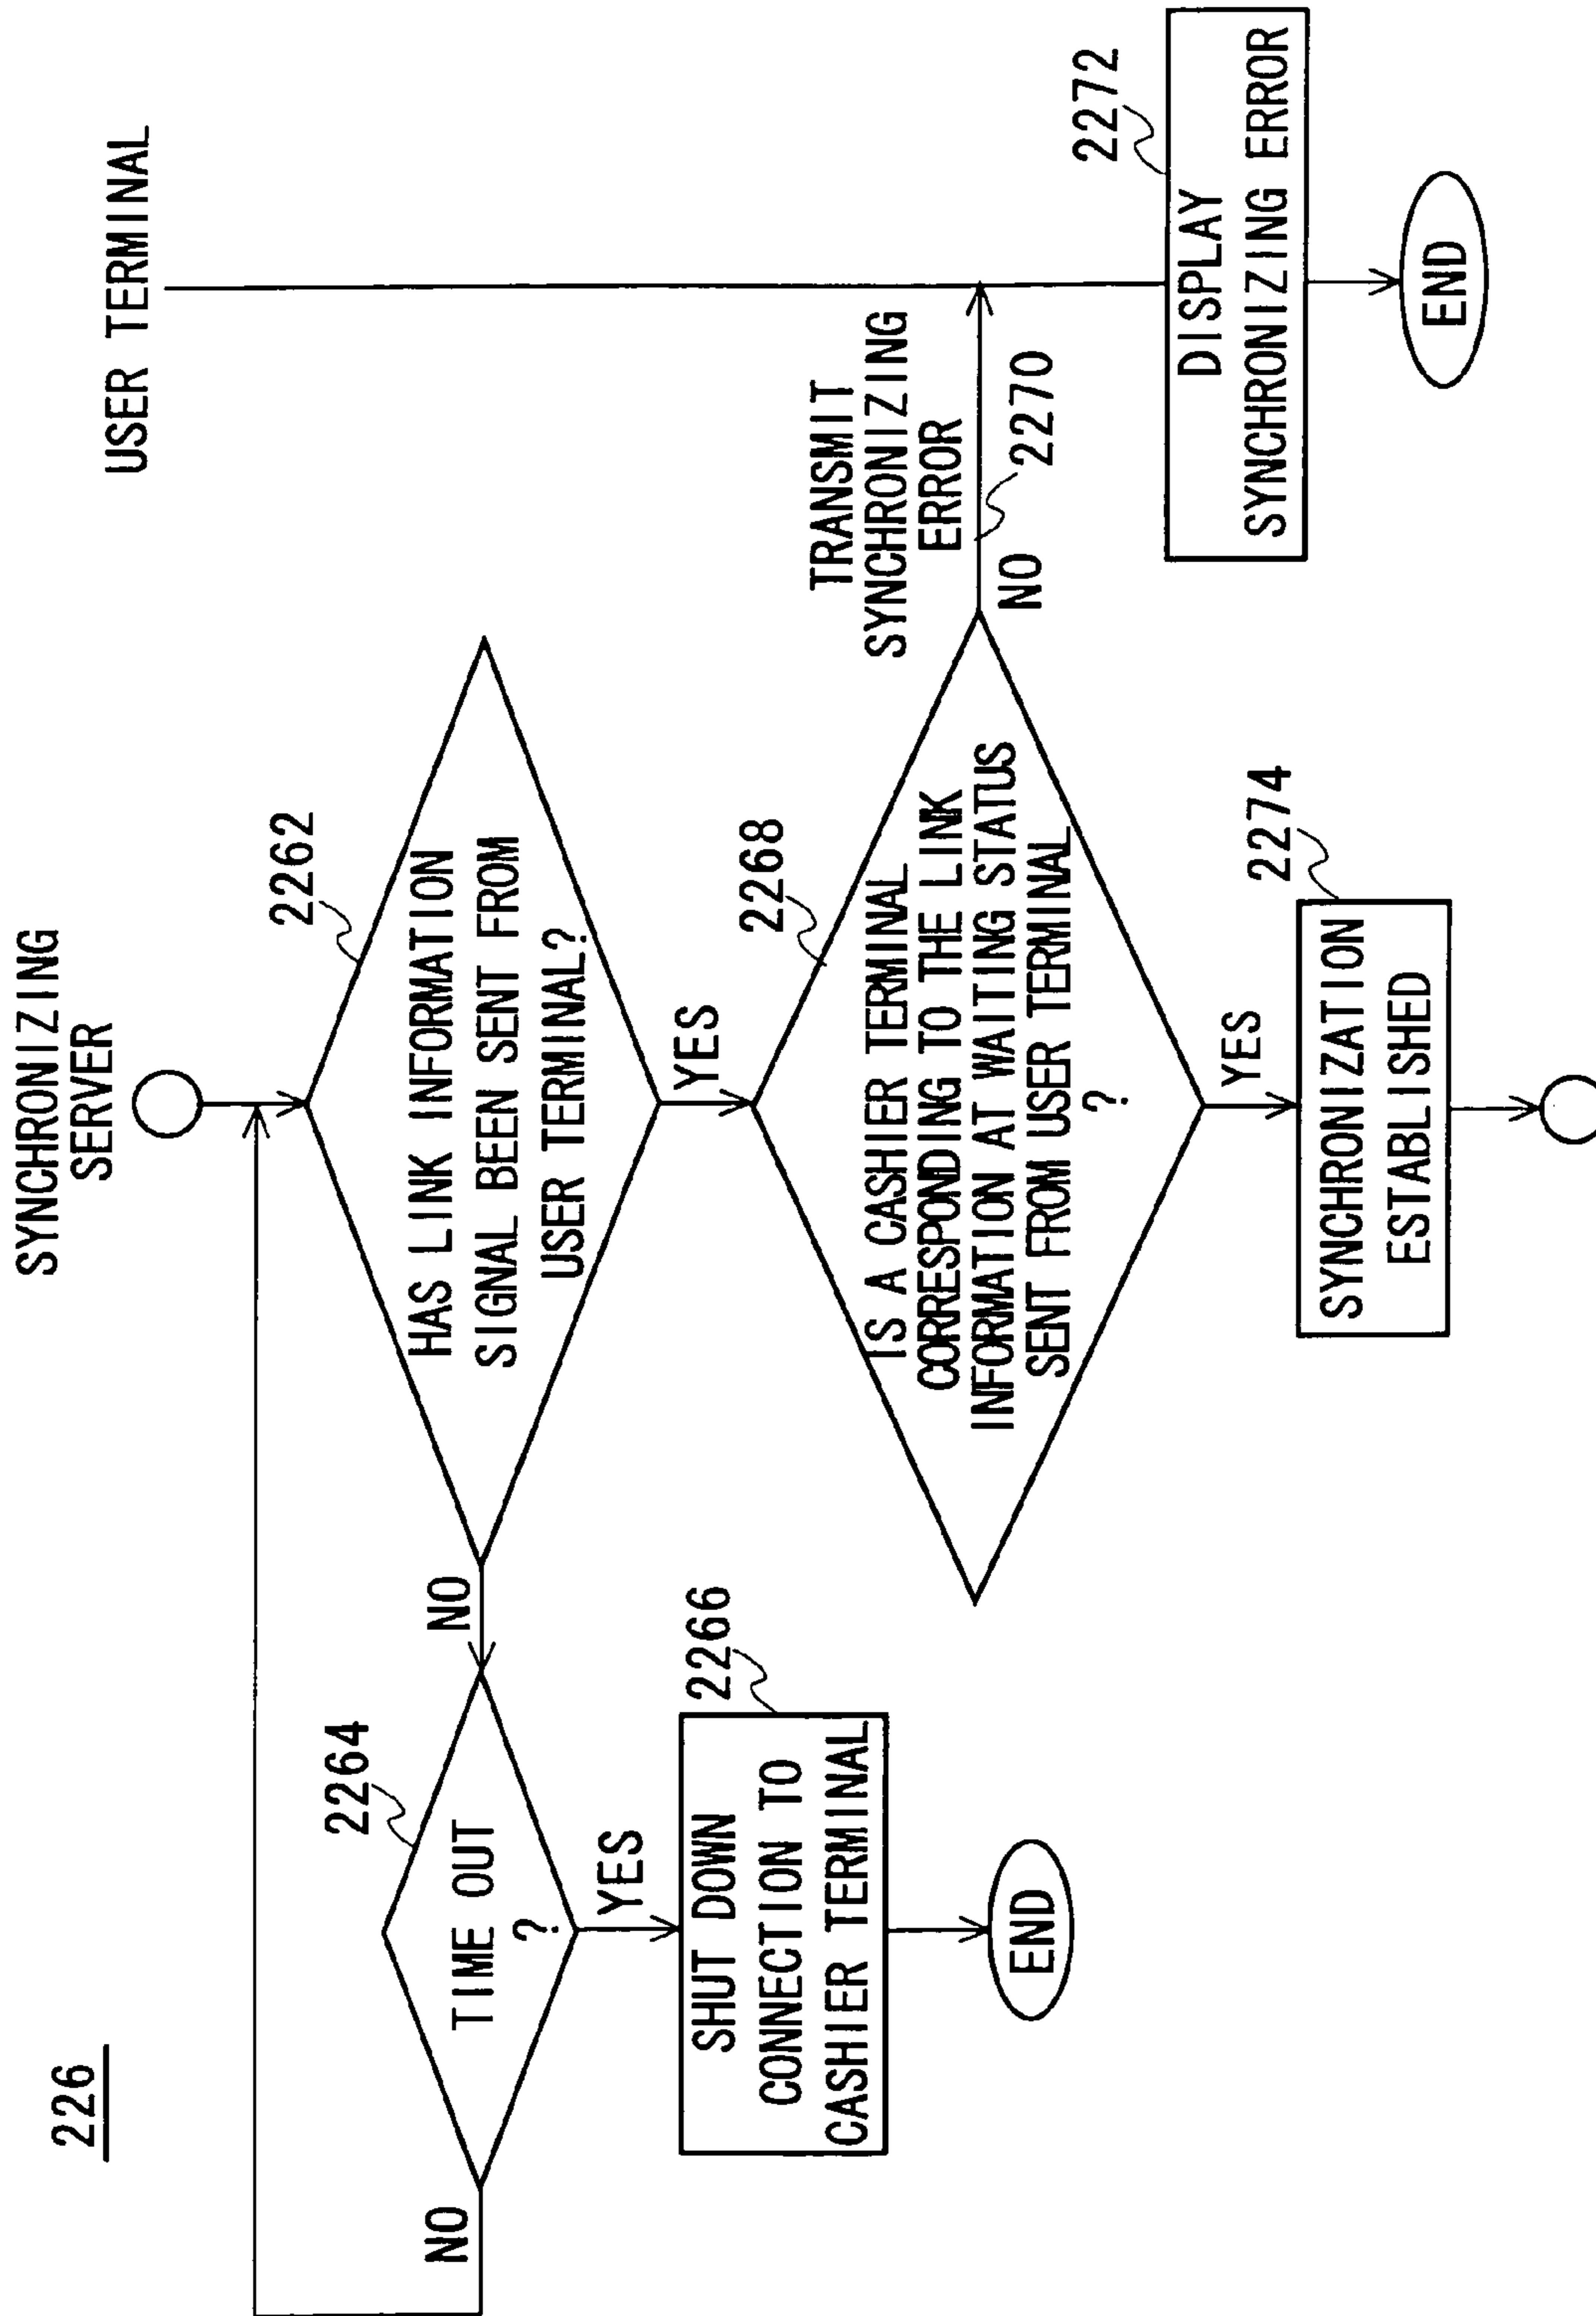 226
SYNCHRONIZING
SERVER
USER TERMINAL
2262
HAS LINK INFORMATION
SIGNAL BEEN SENT FROM
USER TERMINAL?
NO
YES
2264
TIME OUT
?
NO
YES
2266
SHUT DOWN
CONNECTION TO
CASHIER TERMINAL
END
2268
IS A CASHIER TERMINAL
CORRESPONDING TO THE LINK
INFORMATION AT WAITING STATUS
SENT FROM USER TERMINAL
?
NO
YES
TRANSMIT
SYNCHRONIZING
ERROR
2270
2272
DISPLAY
SYNCHRONIZING ERROR
END
2274
SYNCHRONIZATION
ESTABLISHED